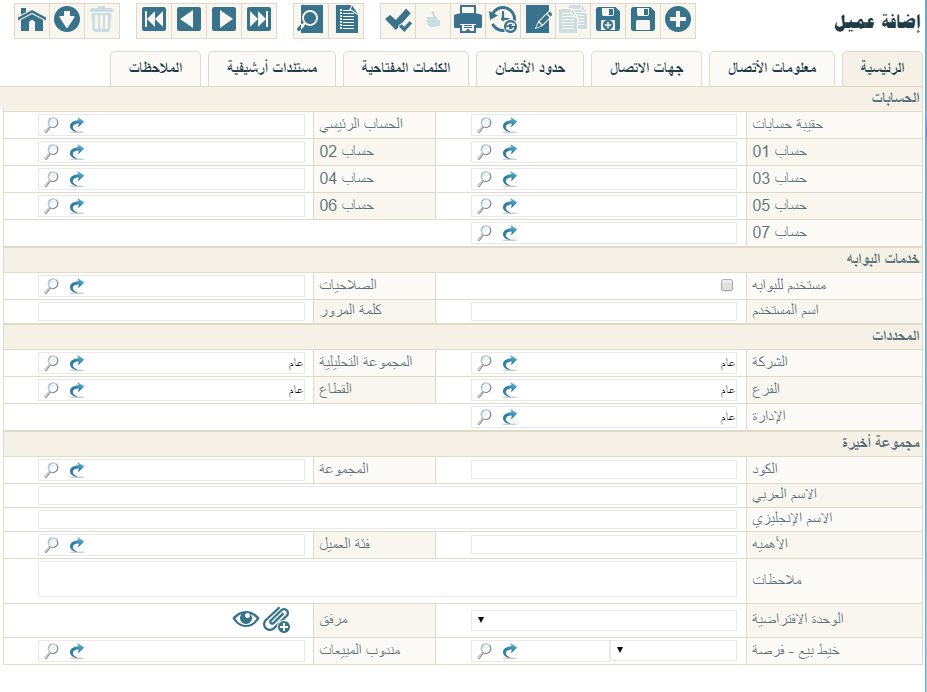 إضافة عميل
الرئيسية معلومات الأتصال جهات الاتصال حدود الأنتمان الكلمات المفتاحية مستندات أرشيفية الملاحظات
الحسابات
حقيبة حسابات الحساب الرئيسي
حساب 01 حساب 02
حساب 03 حساب 04
حساب 05 حساب 06
حساب 07
خدمات البوابه
مستخدم للبوابه الصلاحيات
اسم المستخدم كلمة المرور
المحددات
الشركة عام المجموعة التحليلية عام
الفرع عام القطاع عام
الإدارة عام
مجموعة أخيرة
الكود المجموعة
الاسم العربي
الاسم الإنجليزي
الأهميه فئة العميل
ملاحظات
الوحدة الافتراضية مرفق
خيط بيع - فرصة مندوب المبيعات